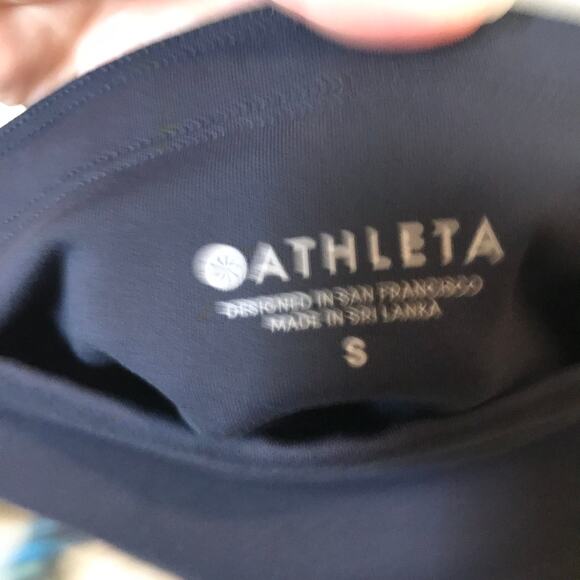 ATHLETA
DESIGNED IN SAN FRANCISCO
MADE IN SRI LANKA
S